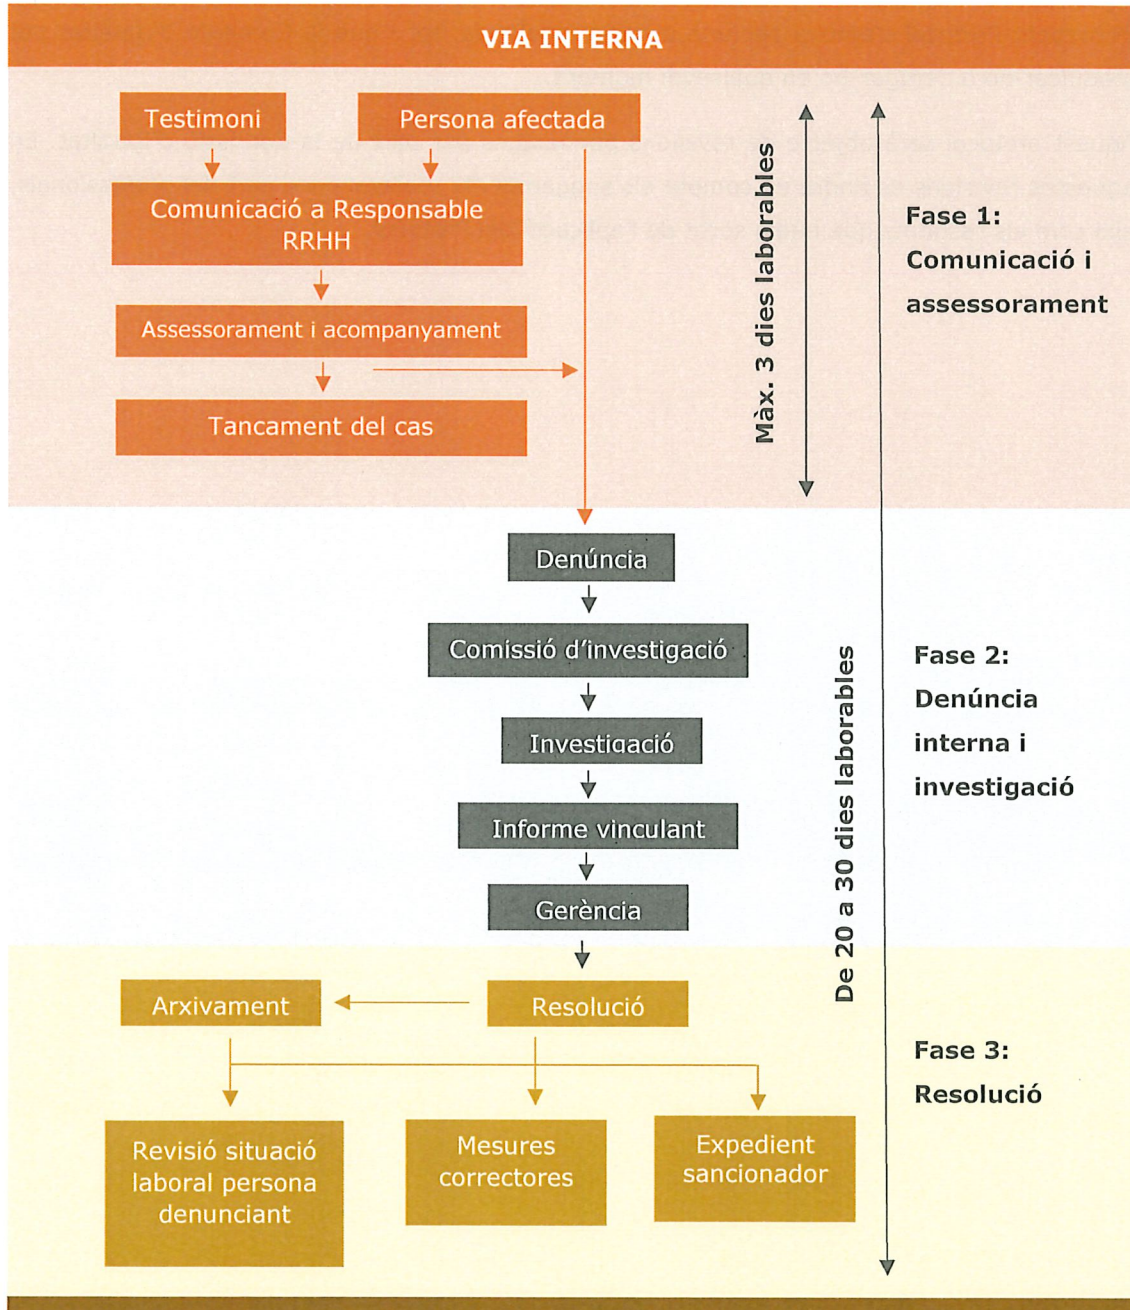 VIA INTERNA
Testimoni
Persona afectada
Comunicació a Responsable
RRHH
Assessorament i acompanyament
Tancament del cas
Màx. 3 dies laborables
Fase 1:
Comunicació i
assessorament
Denúncia
Comissió d’investigació
Investigació
Informe vinculant
Gerència
De 20 a 30 dies laborables
Fase 2:
Denúncia
interna i
investigació
Arxivament
Resolució
Revisió situació
laboral persona
denunciant
Mesures
correctores
Expedient
sancionador
Fase 3:
Resolució